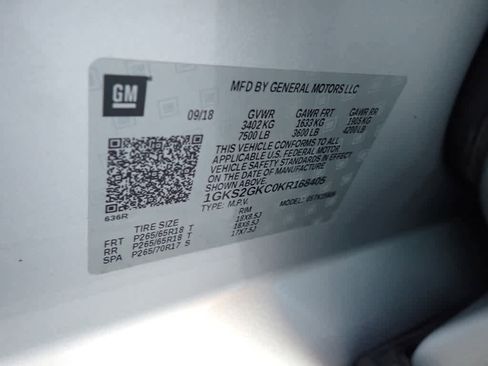 GM
MFD BY GENERAL MOTORS LLC
09/18 GVWR GAWR FRT GAWR RR
3402 KG 1633 KG 1905 KG
7500 LB 3600 LB 4200 LB
THIS VEHICLE CONFORMS TO ALL
APPLICABLE U.S. FEDERAL MOTOR
VEHICLE SAFETY STANDARDS IN EFFECT
ON THE DATE OF MANUFACTURE
SHOWN ABOVE.
1GKS2GKC0KR168405
TYPE: M.P.V.
636R
TIRE SIZE RIM
FRT P265/65R18 T 18X8.5J
RR P265/65R18 T 18X8.5J
SPA P265/70R17 S 17X7.5J